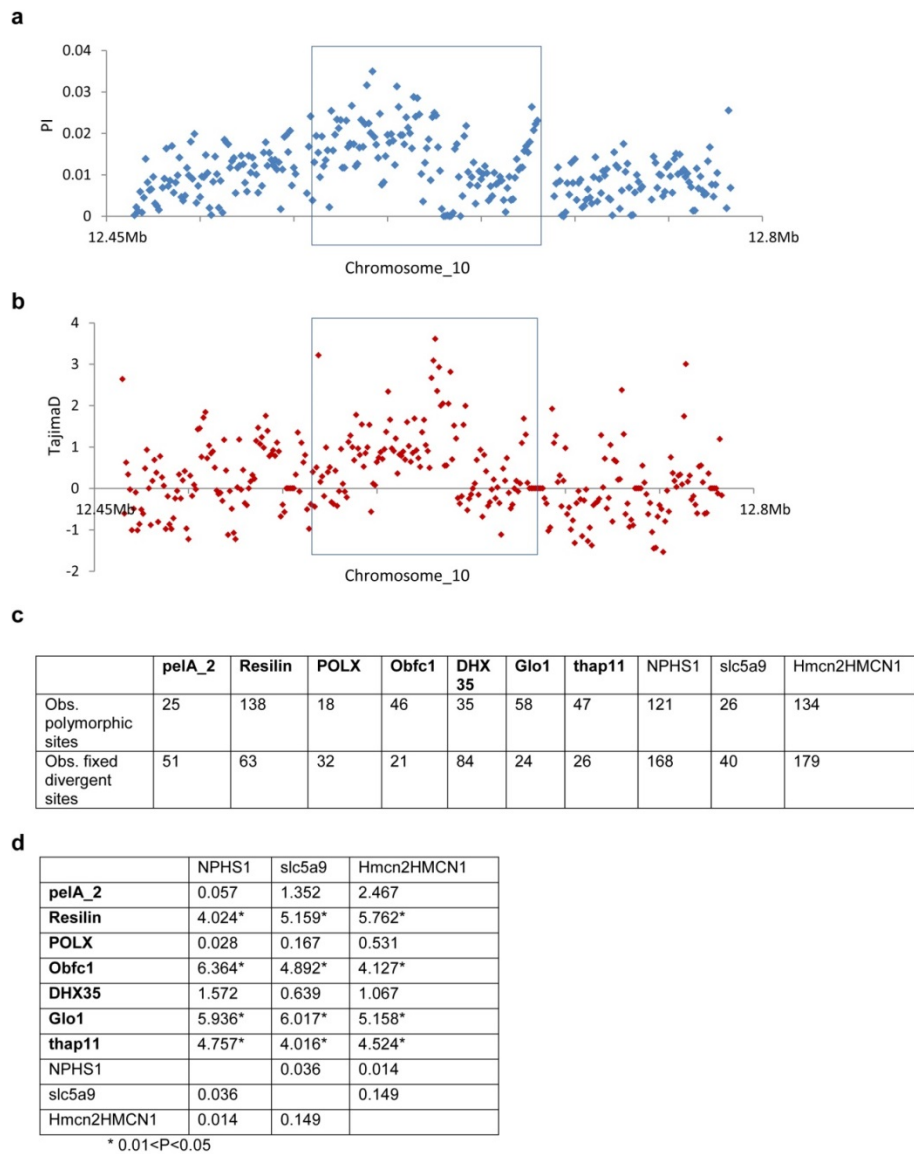 a
0.04
0.03
0.02
0.01
0
PI
12.45Mb
12.8Mb
Chromosome_10
b
4
3
2
1
0
-1
-2
TajimaD
12.45Mb
12.8Mb
Chromosome_10
c
pelA_2 Resilin POLX Obfc1 DHX35 Glo1 thap11 NPHS1 slc5a9 Hmcn2HMCN1
Obs. polymorphic sites 25 138 18 46 35 58 47 121 26 134
Obs. fixed divergent sites 51 63 32 21 84 24 26 168 40 179
d
NPHS1 slc5a9 Hmcn2HMCN1
pelA_2 0.057 1.352 2.467
Resilin 4.024* 5.159* 5.762*
POLX 0.028 0.167 0.531
Obfc1 6.364* 4.892* 4.127*
DHX35 1.572 0.639 1.067
Glo1 5.936* 6.017* 5.158*
thap11 4.757* 4.016* 4.524*
NPHS1 0.036 0.014
slc5a9 0.036 0.149
Hmcn2HMCN1 0.014 0.149
* 0.01<P<0.05